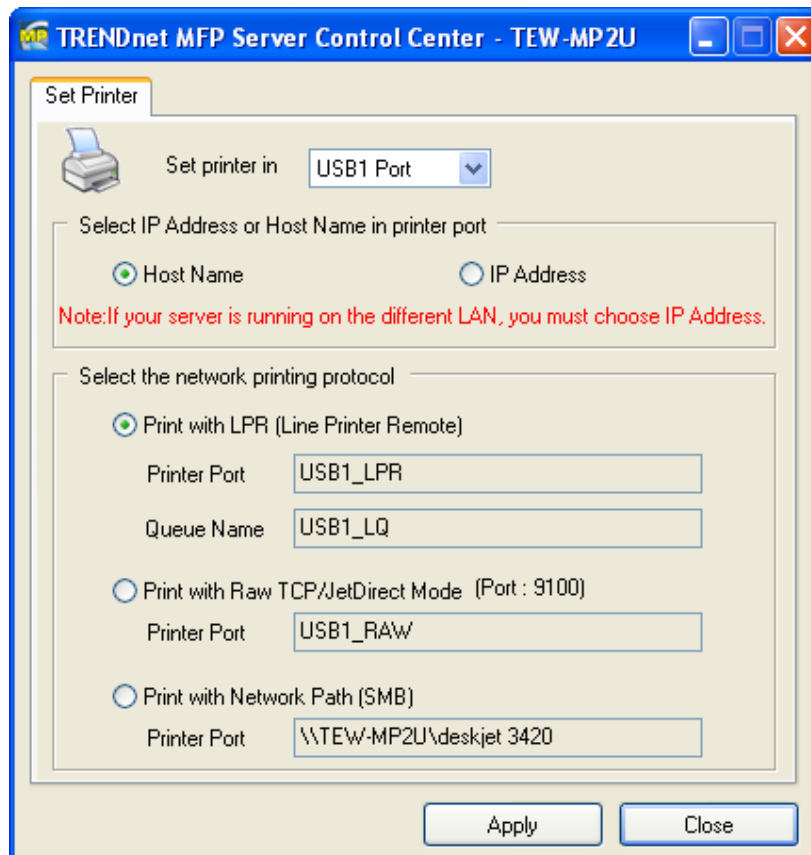 MP TRENDnet MFP Server Control Center - TEW-MP2U
Set Printer
Set printer in USB1 Port
Select IP Address or Host Name in printer port
Host Name IP Address
Note:If your server is running on the different LAN, you must choose IP Address.
Select the network printing protocol
Print with LPR (Line Printer Remote)
Printer Port USB1_LPR
Queue Name USB1_LQ
Print with Raw TCP/JetDirect Mode (Port : 9100)
Printer Port USB1_RAW
Print with Network Path (SMB)
Printer Port \\TEW-MP2U\deskjet 3420
Apply Close